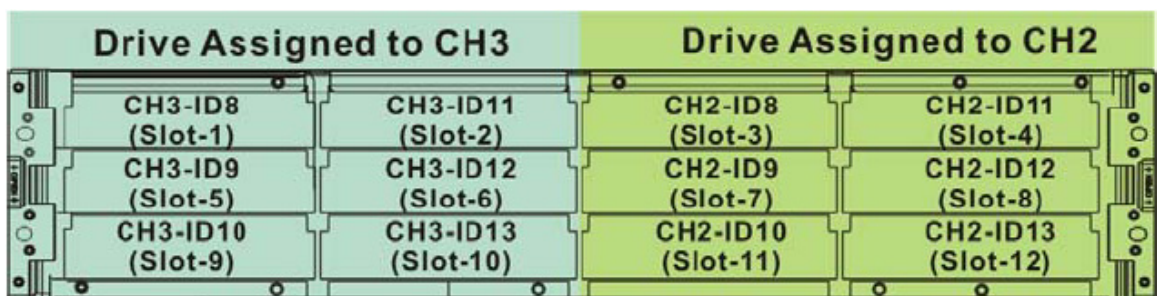 Drive Assigned to CH3
Drive Assigned to CH2
CH3-ID8
(Slot-1)
CH3-ID11
(Slot-2)
CH2-ID8
(Slot-3)
CH2-ID11
(Slot-4)
CH3-ID9
(Slot-5)
CH3-ID12
(Slot-6)
CH2-ID9
(Slot-7)
CH2-ID12
(Slot-8)
CH3-ID10
(Slot-9)
CH3-ID13
(Slot-10)
CH2-ID10
(Slot-11)
CH2-ID13
(Slot-12)